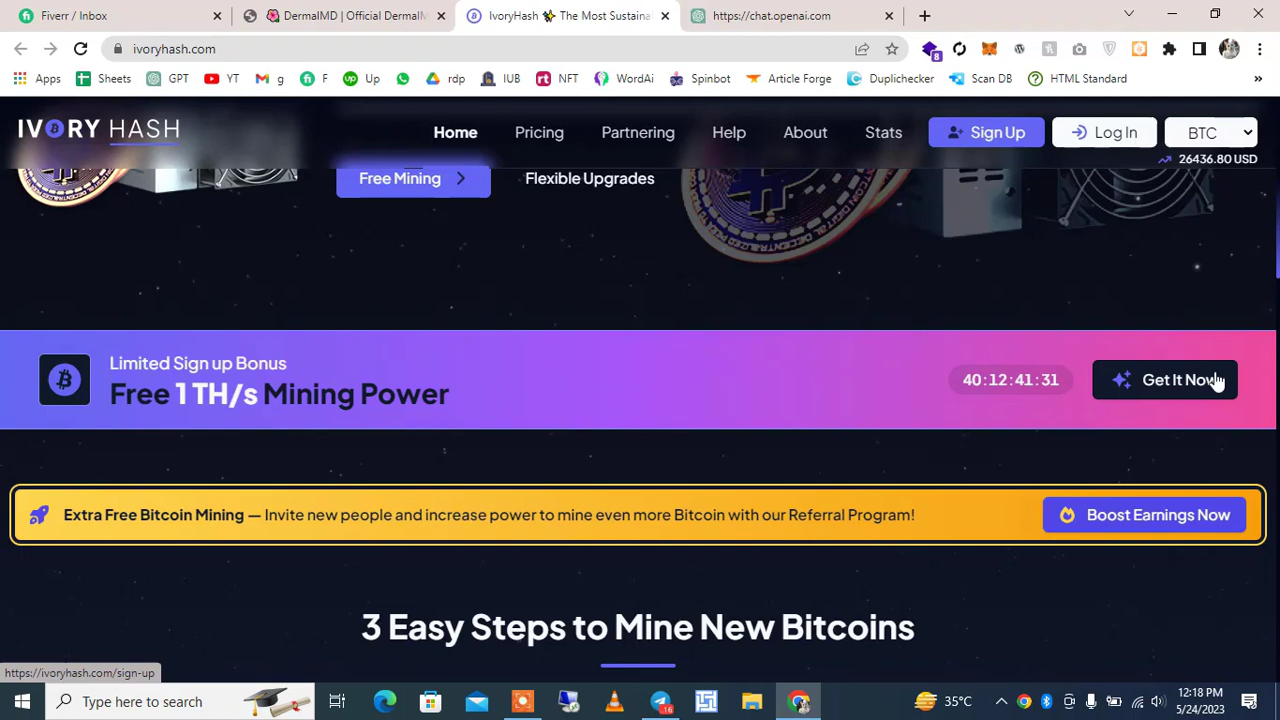 Fiverr / Inbox
DermalMD | Official DermalM
IvoryHash ✨ The Most Sustaina
https://chat.openai.com
ivoryhash.com
8
Apps
Sheets
GPT
YT
g
F
Up
rdp
IUB
NFT
WordAi
Spinbot
Article Forge
Duplichecker
Scan DB
HTML Standard
IVORY HASH
Home
Pricing
Partnering
Help
About
Stats
Sign Up
Log In
BTC
26436.80 USD
Free Mining
Flexible Upgrades
Limited Sign up Bonus
Free 1 TH/s Mining Power
40:12:41:31
Get It Now
Extra Free Bitcoin Mining — Invite new people and increase power to mine even more Bitcoin with our Referral Program!
Boost Earnings Now
3 Easy Steps to Mine New Bitcoins
https://ivoryhash.com/sign-up
Type here to search
16
35°C
12:18 PM
5/24/2023